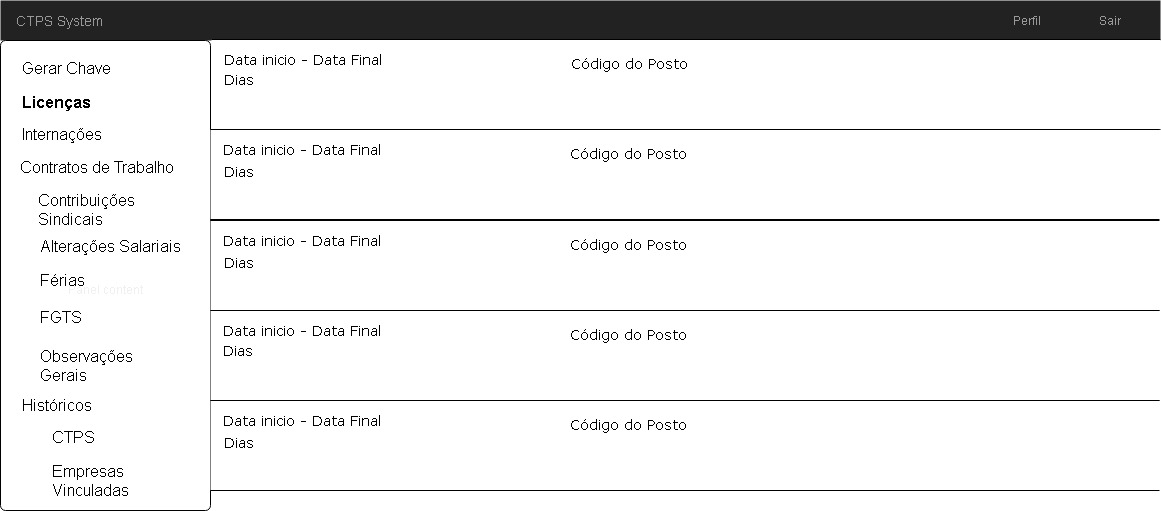 CTPS System
Perfil
Sair
Gerar Chave
Licenças
Internações
Contratos de Trabalho
Contribuições
Sindicais
Alterações Salariais
Férias
Panel content
FGTS
Observações
Gerais
Históricos
CTPS
Empresas
Vinculadas
Data inicio - Data Final
Dias
Código do Posto
Data inicio - Data Final
Dias
Código do Posto
Data inicio - Data Final
Dias
Código do Posto
Data inicio - Data Final
Dias
Código do Posto
Data inicio - Data Final
Dias
Código do Posto